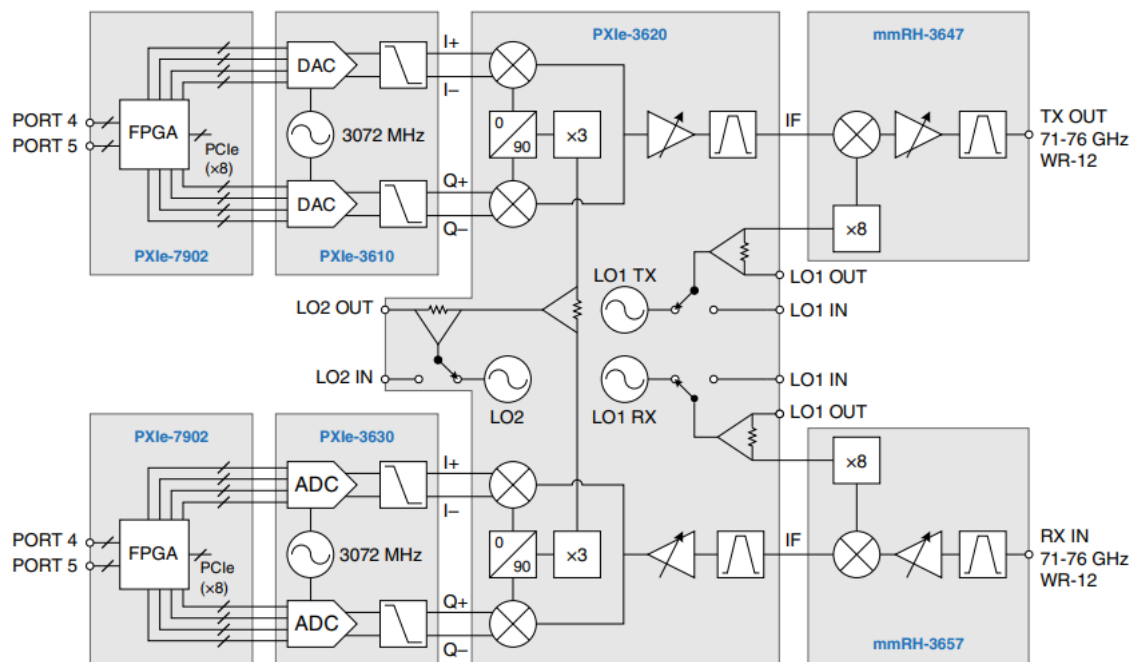 PXIe-3620
mmRH-3647
I+
DAC
I–
PORT 4
PORT 5
FPGA
PCIe
(×8)
3072 MHz
0
90
×3
IF
TX OUT
71-76 GHz
WR-12
Q+
DAC
Q–
×8
PXIe-7902
PXIe-3610
LO1 OUT
LO1 TX
LO2 OUT
LO1 IN
LO2 IN
LO1 IN
LO2
LO1 RX
LO1 OUT
PXIe-7902
PXIe-3630
I+
ADC
I–
×8
PORT 4
PORT 5
FPGA
PCIe
(×8)
3072 MHz
0
90
×3
IF
RX IN
71-76 GHz
WR-12
Q+
ADC
Q–
mmRH-3657